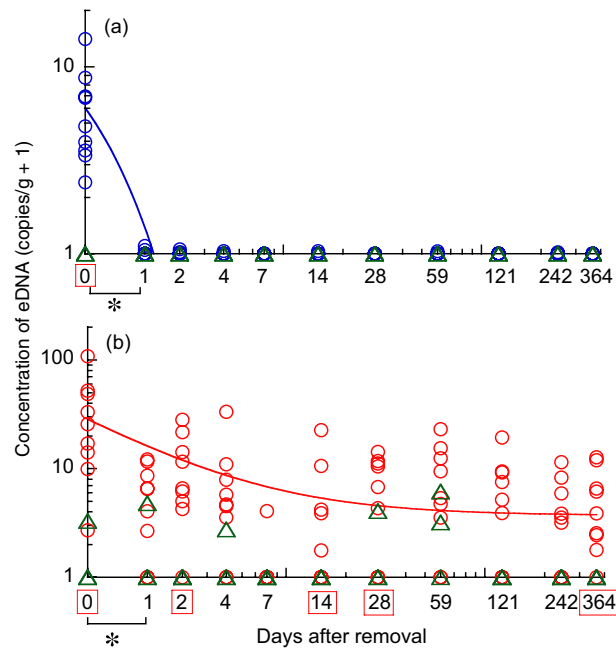 (a)
10
1
0 1 2 4 7 14 28 59 121 242 364
*
Concentration of eDNA (copies/g + 1)
(b)
100
10
1
0 1 2 4 7 14 28 59 121 242 364
*
Days after removal